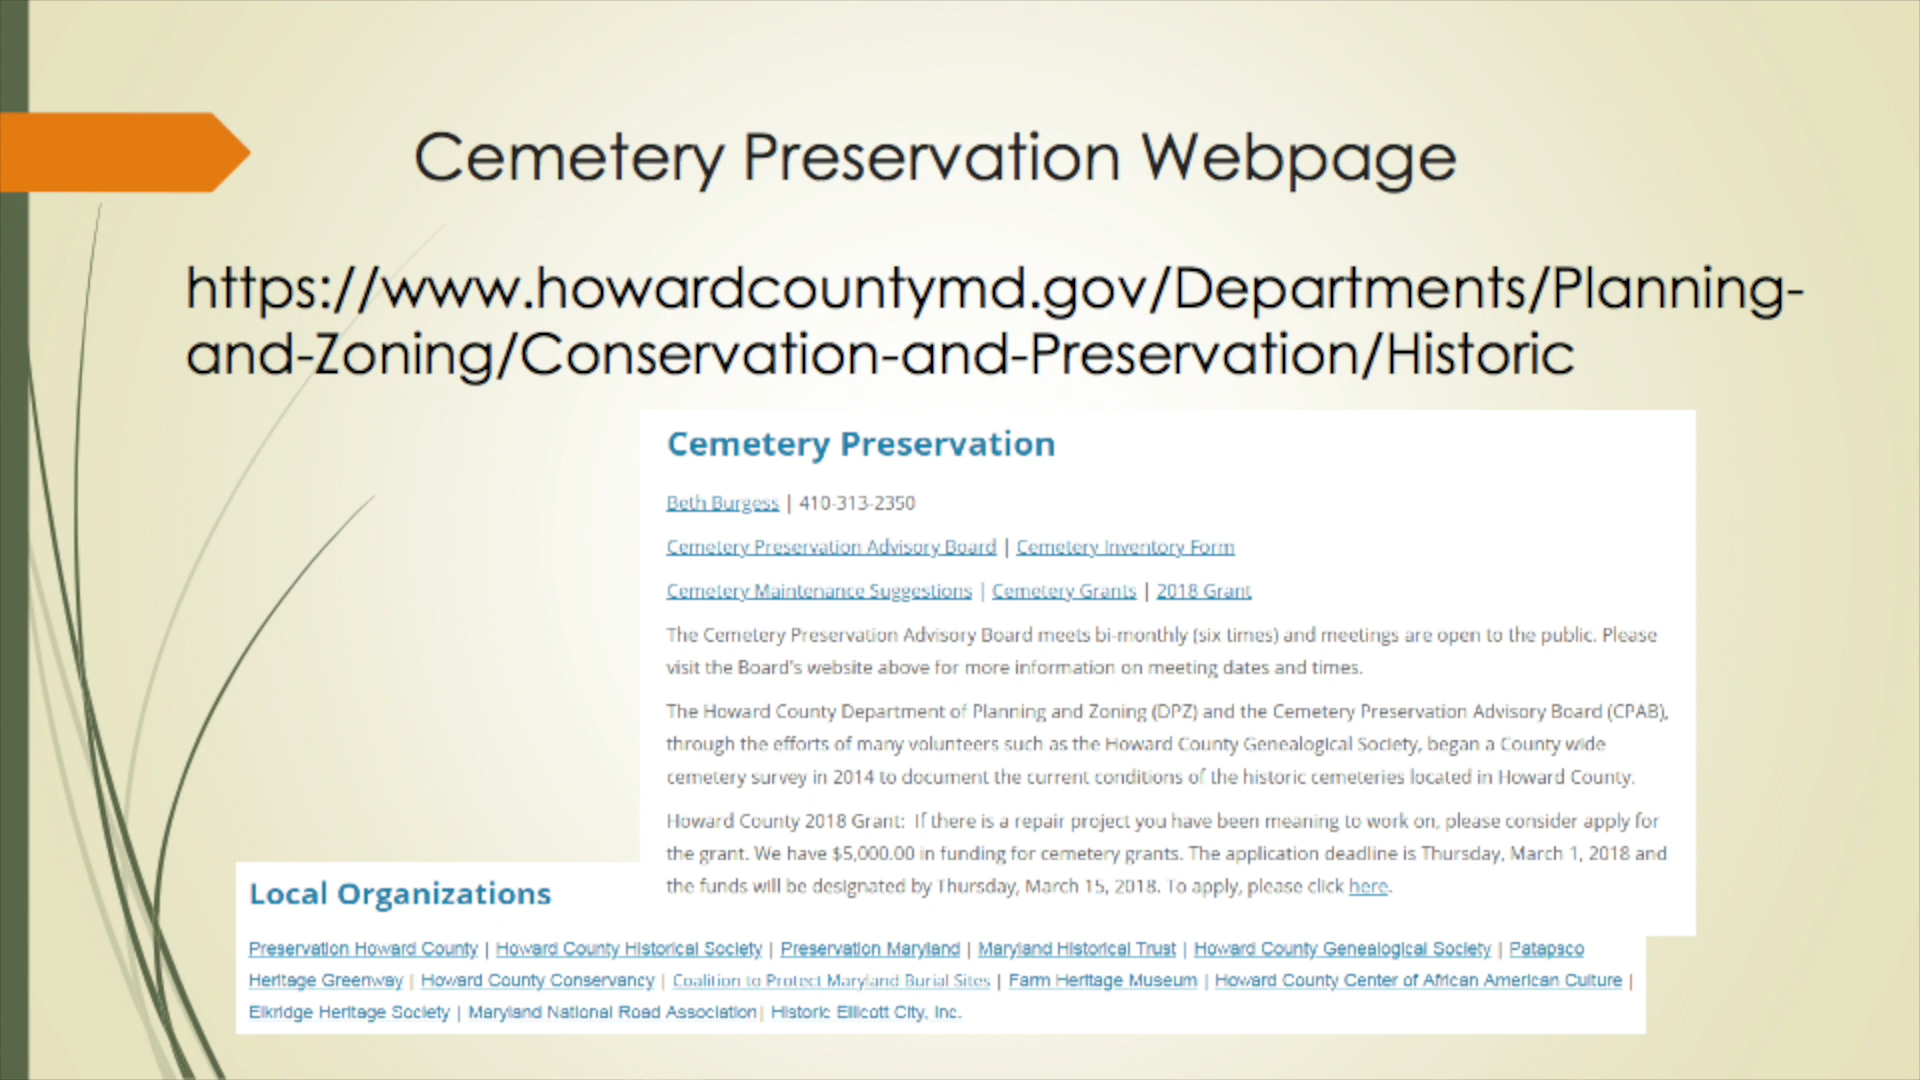 Cemetery Preservation Webpage
https://www.howardcountymd.gov/Departments/Planning-
and-Zoning/Conservation-and-Preservation/Historic
Cemetery Preservation
Beth Burgess | 410-313-2350
Cemetery Preservation Advisory Board | Cemetery Inventory Form
Cemetery Maintenance Suggestions | Cemetery Grants | 2018 Grant
The Cemetery Preservation Advisory Board meets bi-monthly (six times) and meetings are open to the public. Please
visit the Board's website above for more information on meeting dates and times.
The Howard County Department of Planning and Zoning (DPZ) and the Cemetery Preservation Advisory Board (CPAB),
through the efforts of many volunteers such as the Howard County Genealogical Society, began a County wide
cemetery survey in 2014 to document the current conditions of the historic cemeteries located in Howard County.
Howard County 2018 Grant: If there is a repair project you have been meaning to work on, please consider apply for
the grant. We have $5,000.00 in funding for cemetery grants. The application deadline is Thursday, March 1, 2018 and
the funds will be designated by Thursday, March 15, 2018. To apply, please click here.
Local Organizations
Preservation Howard County | Howard County Historical Society | Preservation Maryland | Maryland Historical Trust | Howard County Genealogical Society | Patapsco
Heritage Greenway | Howard County Conservancy | Coalition to Protect Maryland Burial Sites | Farm Heritage Museum | Howard County Center of African American Culture |
Elkridge Heritage Society | Maryland National Road Association | Historic Ellicott City, Inc.